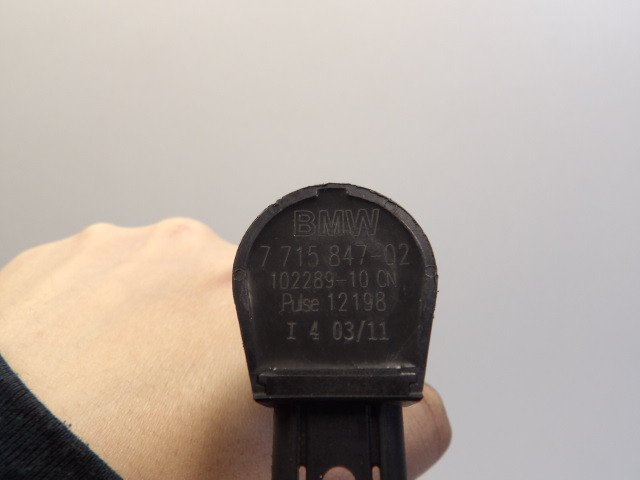 BMW
7 715 847-02
102289-10 CN
Pulse 12198
I 4 03/11